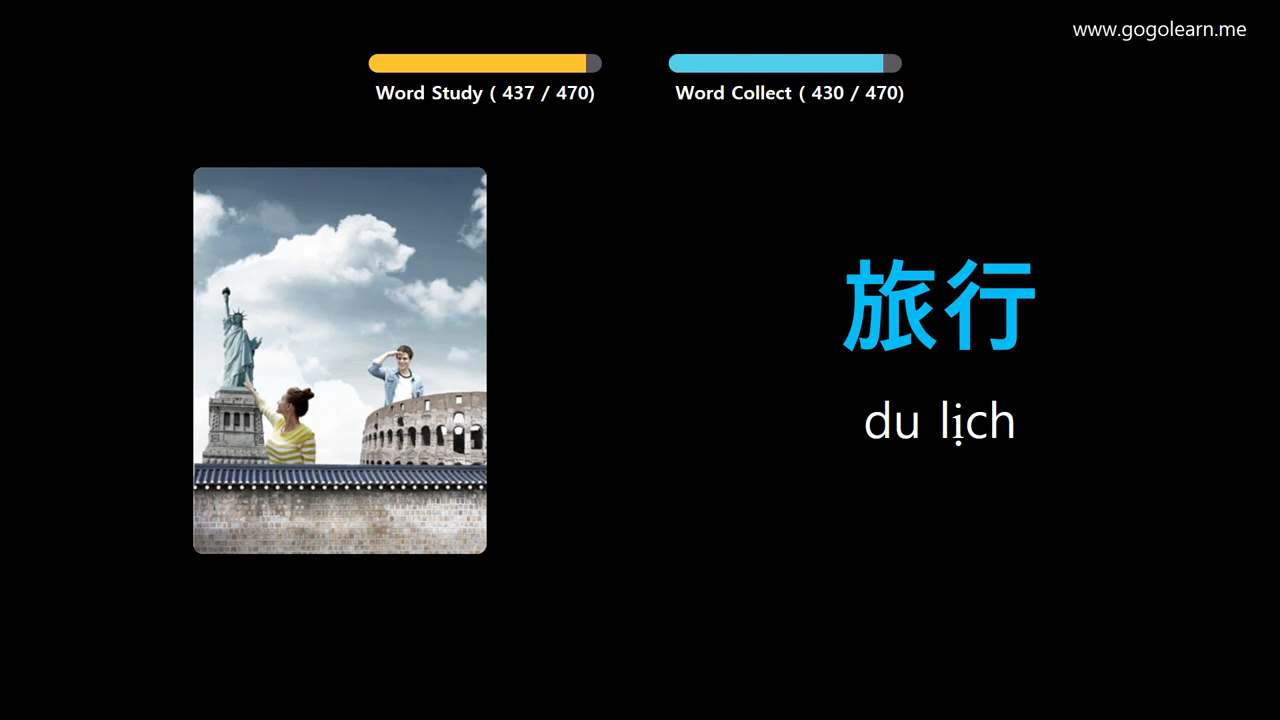 www.gogolearn.me
Word Study ( 437 / 470)
Word Collect ( 430 / 470)
旅行
du lịch